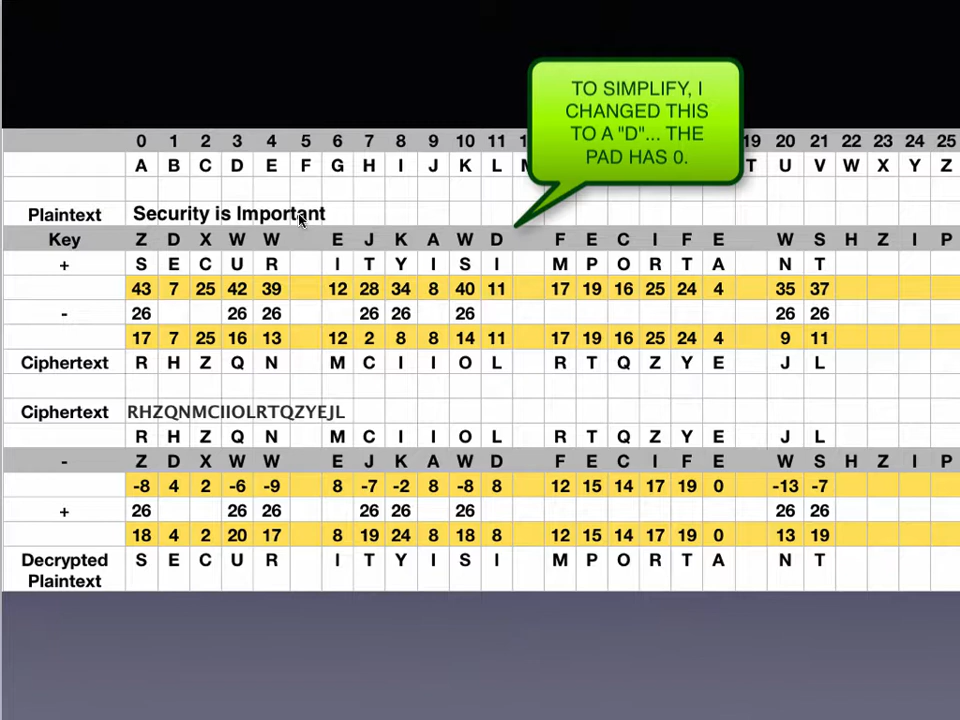 TO SIMPLIFY, I
CHANGED THIS
TO A "D"... THE
PAD HAS 0.
0 1 2 3 4 5 6 7 8 9 10 11 1 19 20 21 22 23 24 25
A B C D E F G H I J K L T U V W X Y Z
Plaintext Security is Important
Key Z D X W W E J K A W D F E C I F E W S H Z I P
+ S E C U R I T Y I S I M P O R T A N T
43 7 25 42 39 12 28 34 8 40 11 17 19 16 25 24 4 35 37
- 26 26 26 26 26 26 26 26
17 7 25 16 13 12 2 8 8 14 11 17 19 16 25 24 4 9 11
Ciphertext R H Z Q N M C I I O L R T Q Z Y E J L
Ciphertext RHZQNMCIIOLRTQZYEJL
R H Z Q N M C I I O L R T Q Z Y E J L
- Z D X W W E J K A W D F E C I F E W S H Z I P
-8 4 2 -6 -9 8 -7 -2 8 -8 8 12 15 14 17 19 0 -13 -7
+ 26 26 26 26 26 26 26 26
18 4 2 20 17 8 19 24 8 18 8 12 15 14 17 19 0 13 19
Decrypted S E C U R I T Y I S I M P O R T A N T
Plaintext